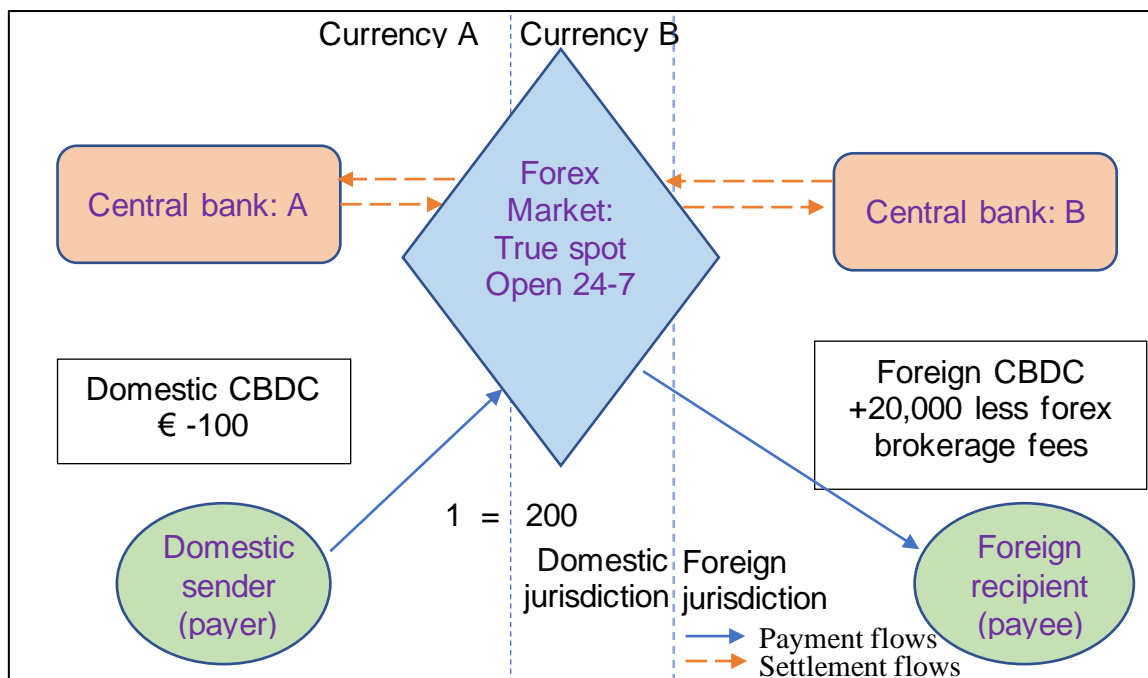 Currency A
Currency B
Forex
Market:
True spot
Open 24-7
Central bank: A
Central bank: B
Domestic CBDC
€ -100
Foreign CBDC
+20,000 less forex
brokerage fees
1 = 200
Domestic
sender
(payer)
Domestic
jurisdiction
Foreign
jurisdiction
Foreign
recipient
(payee)
Payment flows
Settlement flows